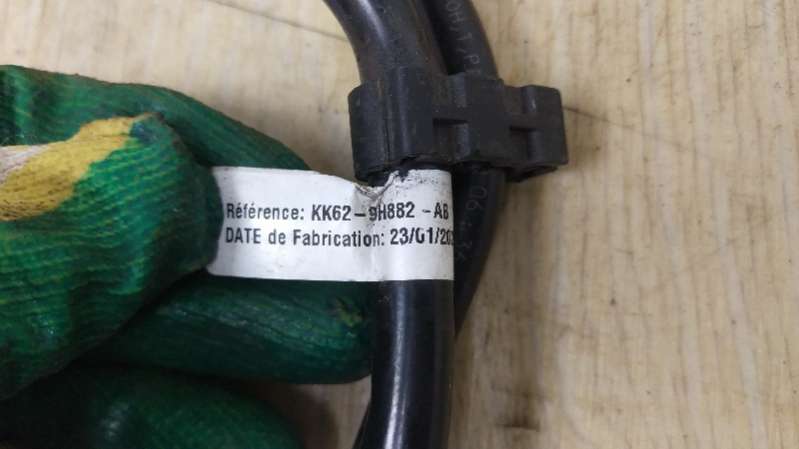 Référence: KK62-9H882-AB
DATE de Fabrication: 23/01/20